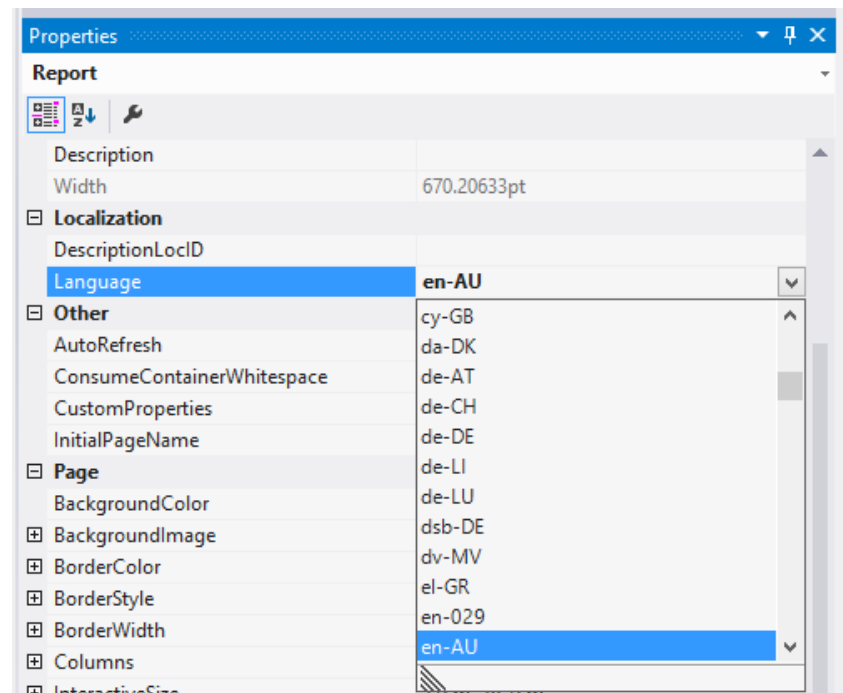 Properties
Report
Description
Width 670.20633pt
Localization
DescriptionLocID
Language en-AU
Other cy-GB
AutoRefresh da-DK
ConsumeContainerWhitespace de-AT
CustomProperties de-CH
InitialPageName de-DE
Page de-LI
BackgroundColor de-LU
BackgroundImage dsb-DE
BorderColor dv-MV
BorderStyle el-GR
BorderWidth en-029
Columns en-AU
InteractiveSize